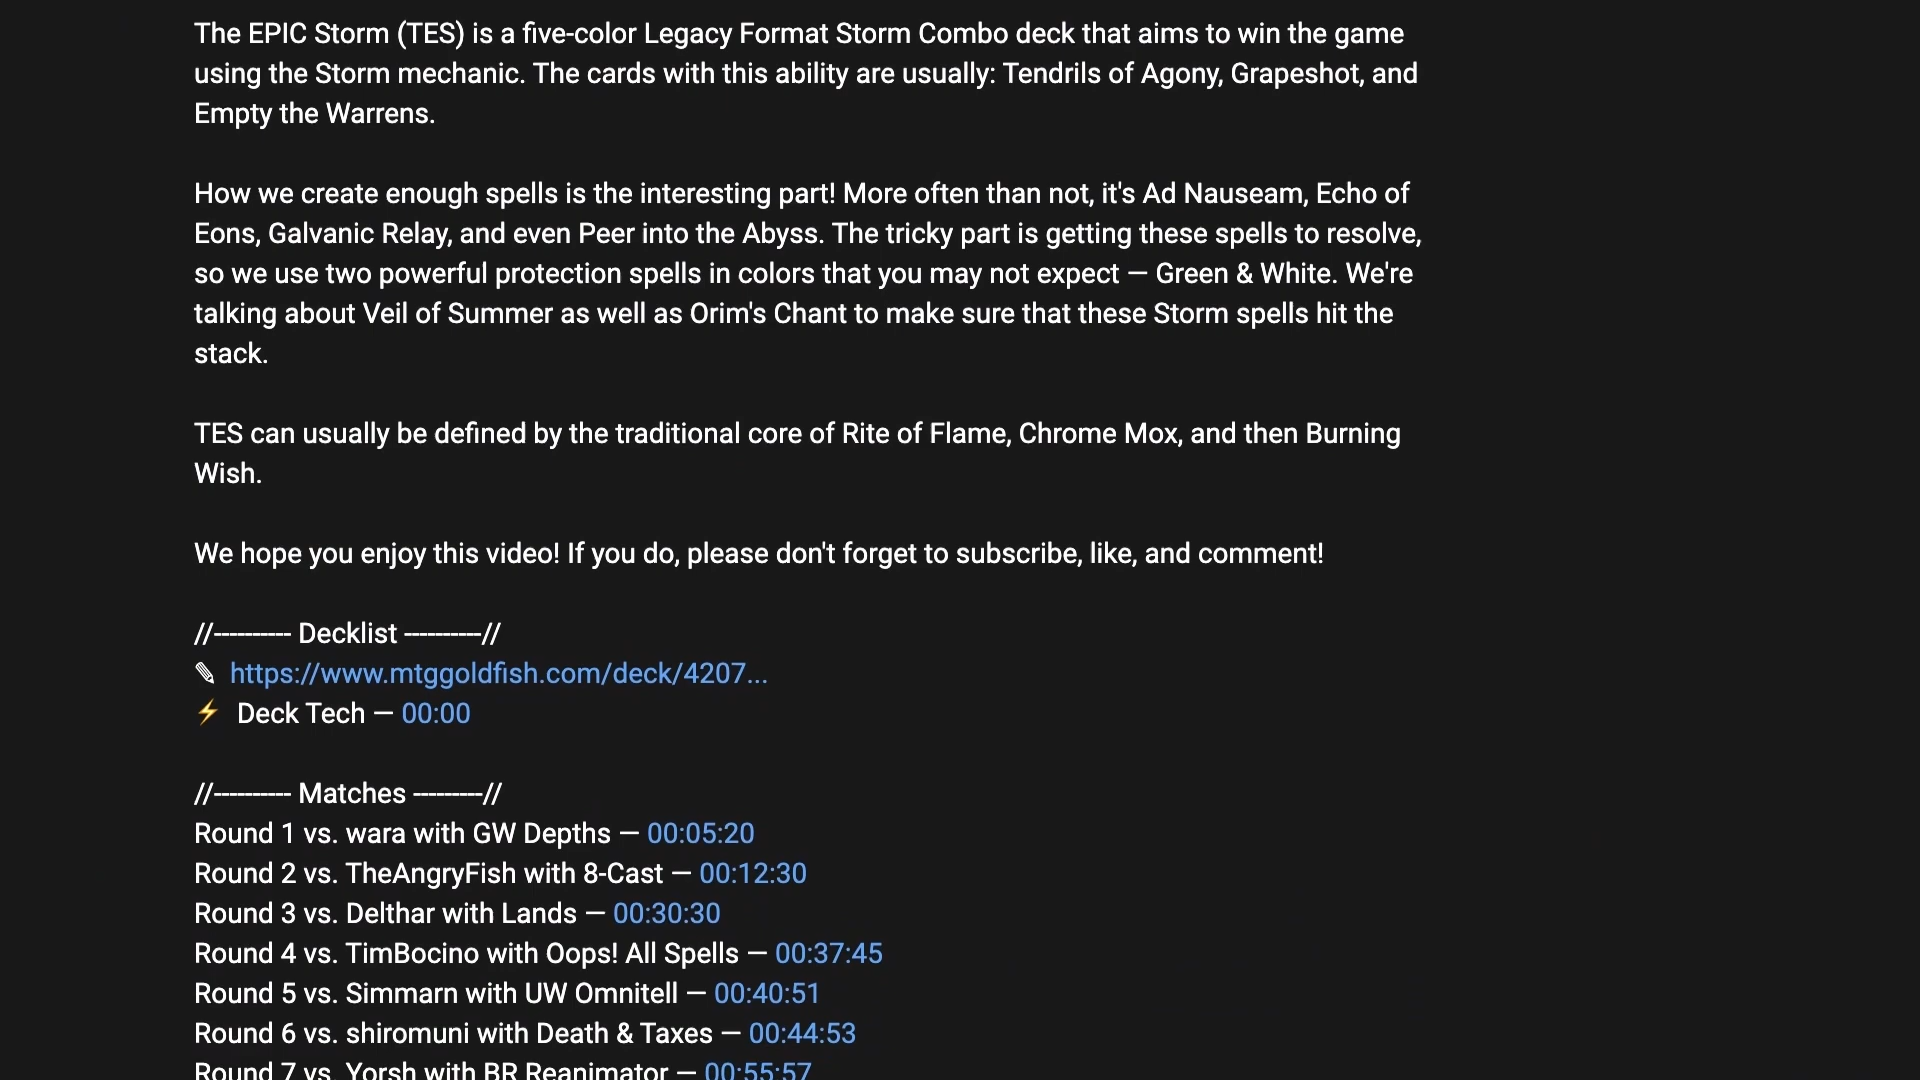 The EPIC Storm (TES) is a five-color Legacy Format Storm Combo deck that aims to win the game
using the Storm mechanic. The cards with this ability are usually: Tendrils of Agony, Grapeshot, and
Empty the Warrens.
How we create enough spells is the interesting part! More often than not, it's Ad Nauseam, Echo of
Eons, Galvanic Relay, and even Peer into the Abyss. The tricky part is getting these spells to resolve,
so we use two powerful protection spells in colors that you may not expect — Green & White. We're
talking about Veil of Summer as well as Orim's Chant to make sure that these Storm spells hit the
stack.
TES can usually be defined by the traditional core of Rite of Flame, Chrome Mox, and then Burning
Wish.
We hope you enjoy this video! If you do, please don't forget to subscribe, like, and comment!
//---------- Decklist ----------//
✎ https://www.mtggoldfish.com/deck/4207...
⚡ Deck Tech — 00:00
//---------- Matches ---------//
Round 1 vs. wara with GW Depths — 00:05:20
Round 2 vs. TheAngryFish with 8-Cast — 00:12:30
Round 3 vs. Delthar with Lands — 00:30:30
Round 4 vs. TimBocino with Oops! All Spells — 00:37:45
Round 5 vs. Simmarn with UW Omnitell — 00:40:51
Round 6 vs. shiromuni with Death & Taxes — 00:44:53
Round 7 vs. Yorsh with BR Reanimator — 00:55:57